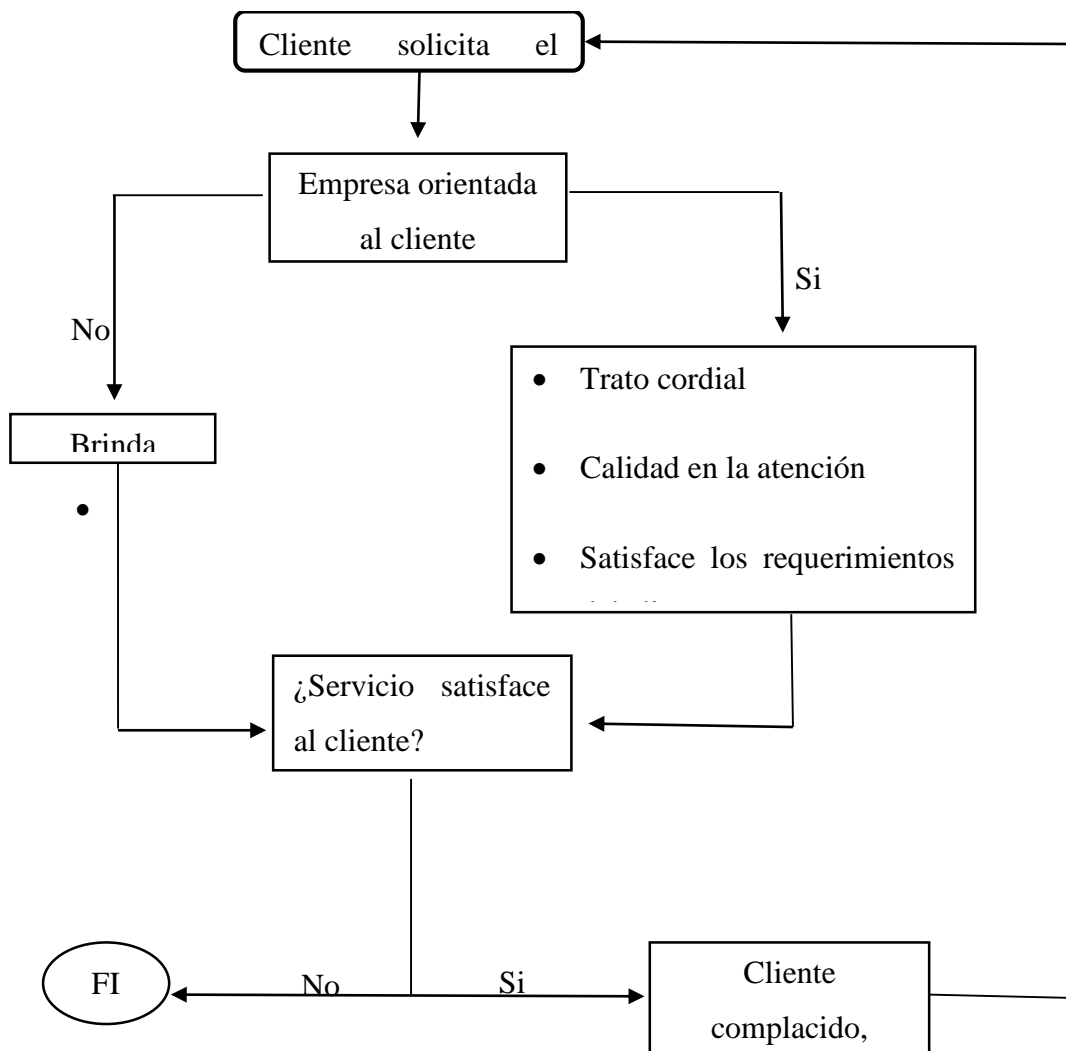 Cliente solicita el
Empresa orientada
al cliente
Si
No
• Trato cordial
Brinda
• Calidad en la atención
•
• Satisface los requerimientos
¿Servicio satisface
al cliente?
FI
No
Si
Cliente
complacido,